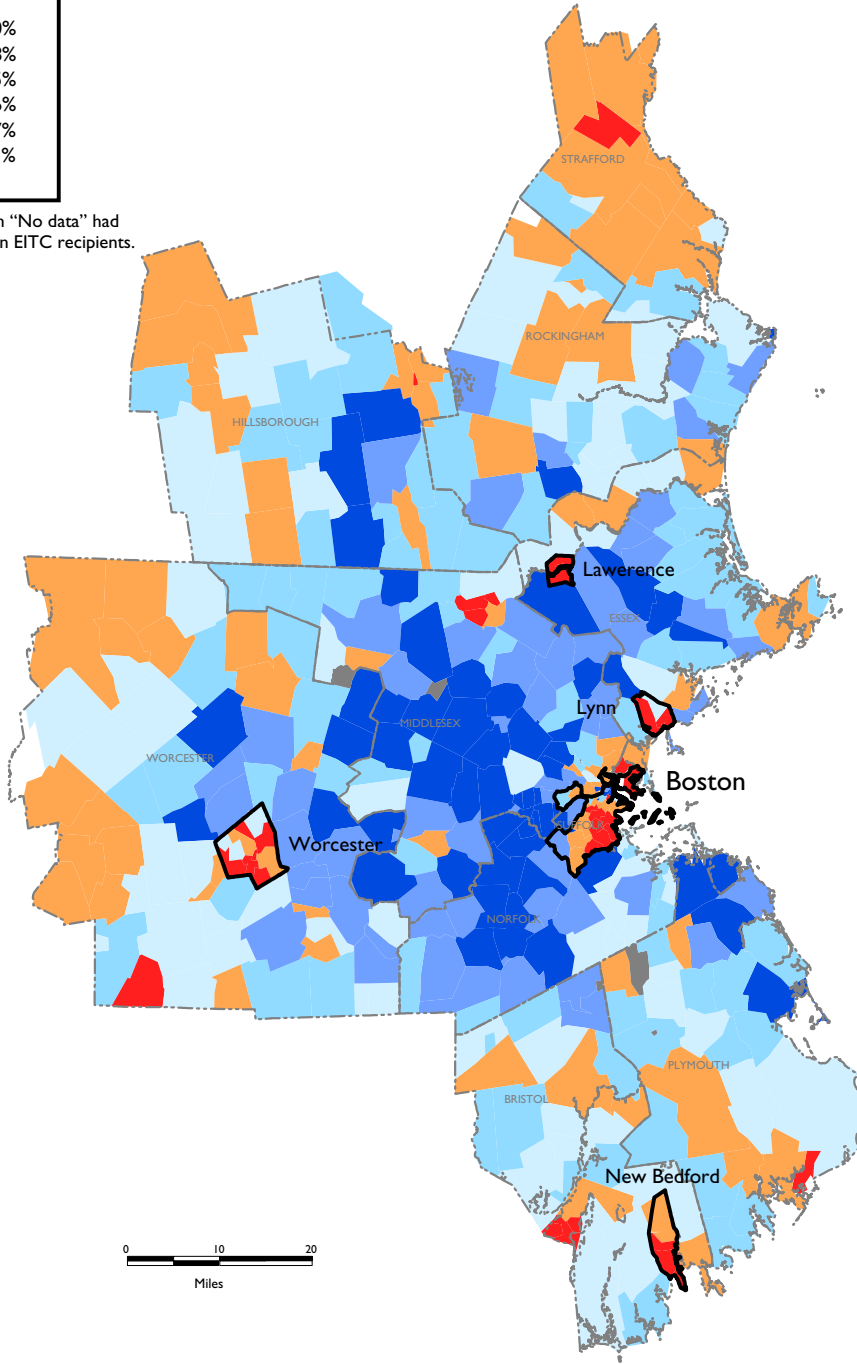 n “No data” had
n EITC recipients.
STRAFFORD
ROCKINGHAM
HILLSBOROUGH
Lawerence
ESSEX
Lynn
MIDDLESEX
WORCESTER
Boston
SUFFOLK
Worcester
NORFOLK
PLYMOUTH
BRISTOL
New Bedford
0 10 20
Miles